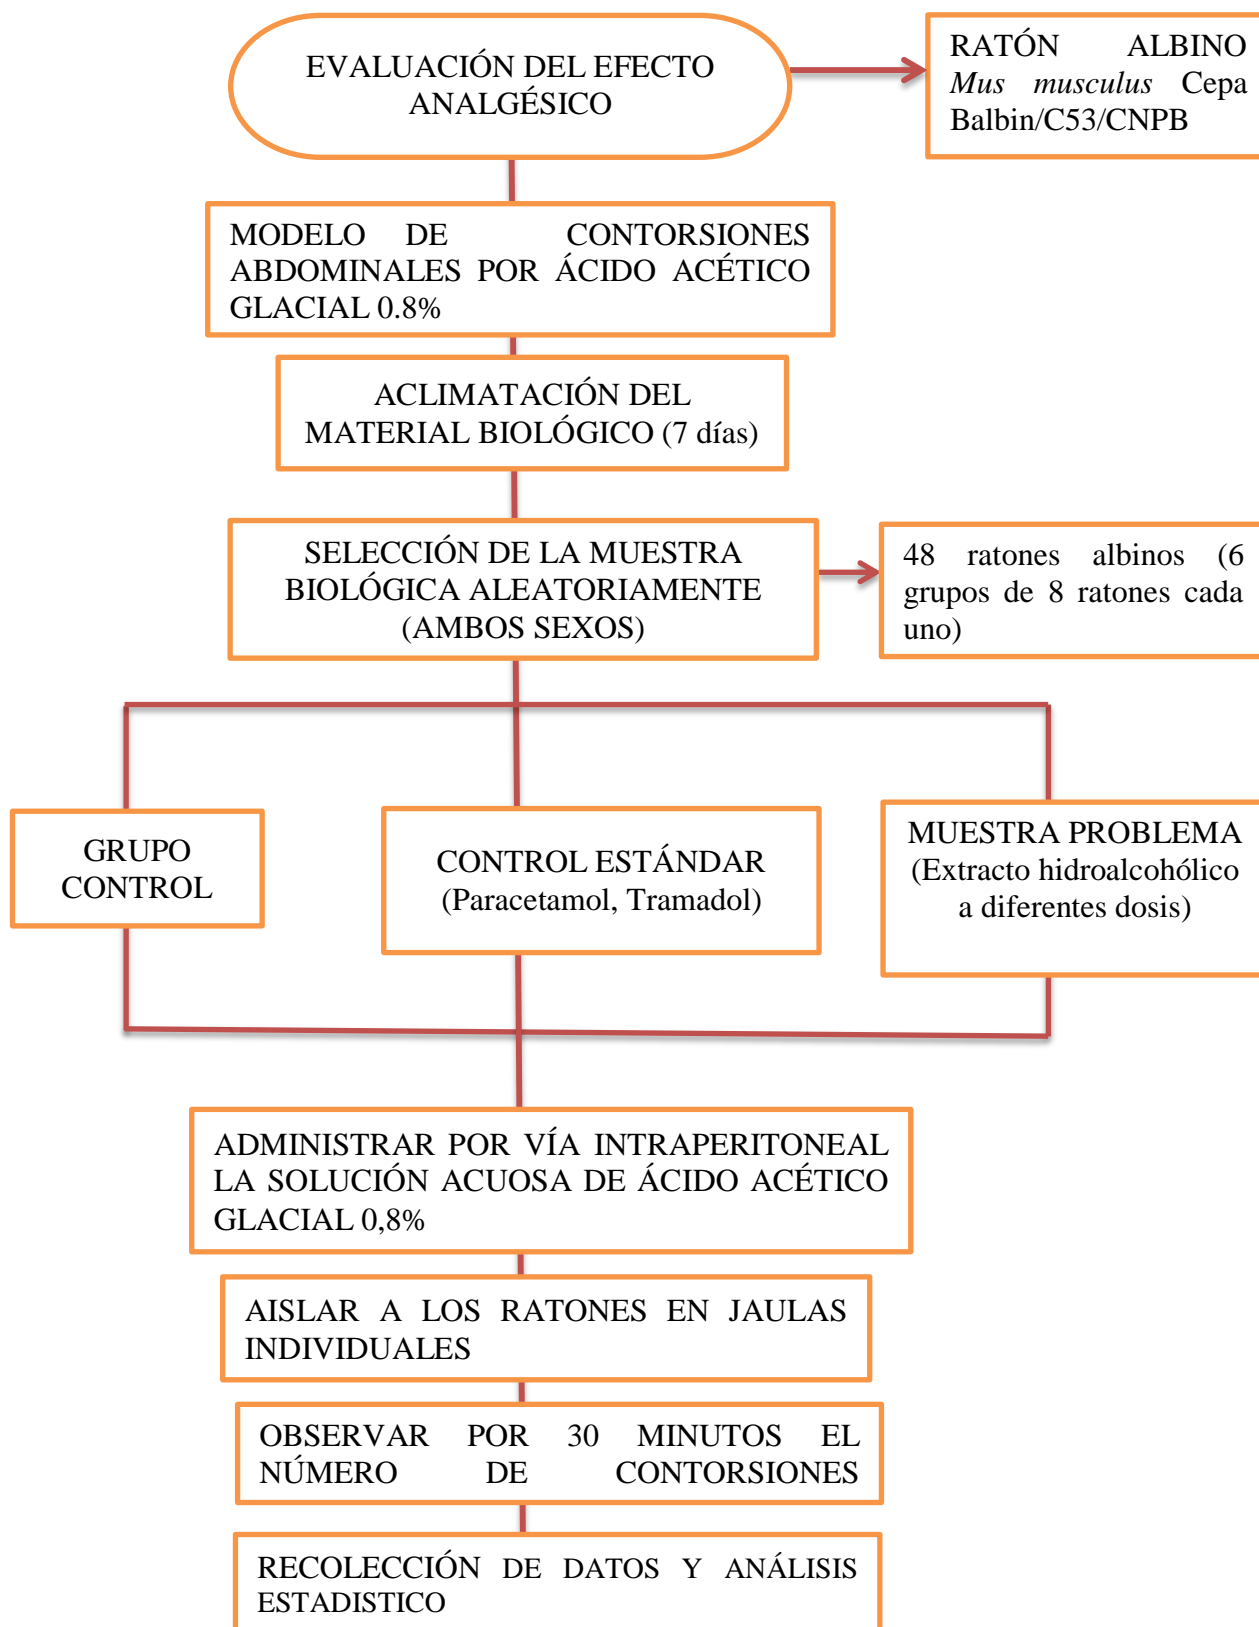 EVALUACIÓN DEL EFECTO
ANALGÉSICO
RATÓN ALBINO
Mus musculus Cepa
Balbin/C53/CNPB
MODELO DE CONTORSIONES
ABDOMINALES POR ÁCIDO ACÉTICO
GLACIAL 0.8%
ACLIMATACIÓN DEL
MATERIAL BIOLÓGICO (7 días)
SELECCIÓN DE LA MUESTRA
BIOLÓGICA ALEATORIAMENTE
(AMBOS SEXOS)
48 ratones albinos (6
grupos de 8 ratones cada
uno)
GRUPO
CONTROL
CONTROL ESTÁNDAR
(Paracetamol, Tramadol)
MUESTRA PROBLEMA
(Extracto hidroalcohólico
a diferentes dosis)
ADMINISTRAR POR VÍA INTRAPERITONEAL
LA SOLUCIÓN ACUOSA DE ÁCIDO ACÉTICO
GLACIAL 0,8%
AISLAR A LOS RATONES EN JAULAS
INDIVIDUALES
OBSERVAR POR 30 MINUTOS EL
NÚMERO DE CONTORSIONES
RECOLECCIÓN DE DATOS Y ANÁLISIS
ESTADISTICO